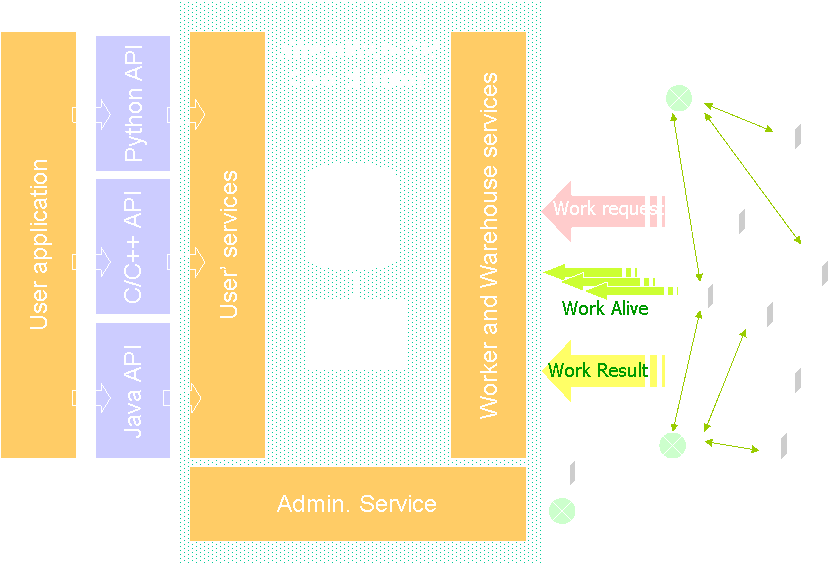 User application
Python API
C/C++ API
Java API
User' services
Worker and Warehouse services
Admin. Service
Work request
Work Alive
Work Result